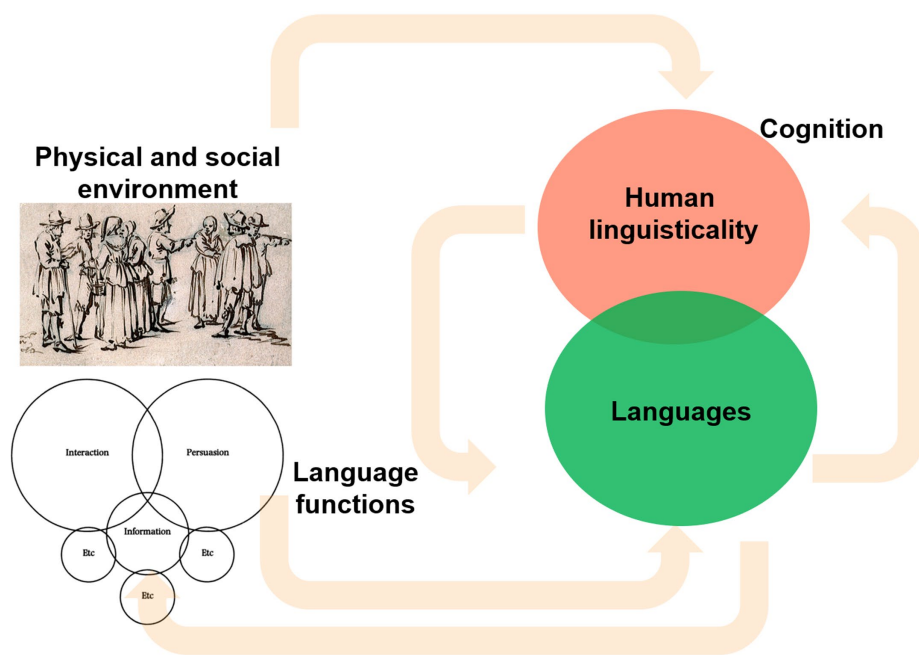 Physical and social
environment
Cognition
Human
linguisticality
Languages
Language
functions
Interaction
Persuasion
Information
Etc
Etc
Etc